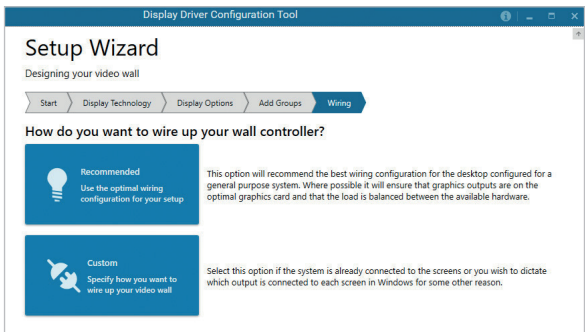 Display Driver Configuration Tool
Setup Wizard
Designing your video wall
Start Display Technology Display Options Add Groups Wiring
How do you want to wire up your wall controller?
Recommended
Use the optimal wiring
configuration for your setup
This option will recommend the best wiring configuration for the desktop configured for a
general purpose system. Where possible it will ensure that graphics outputs are on the
optimal graphics card and that the load is balanced between the available hardware.
Custom
Specify how you want to
wire up your video wall
Select this option if the system is already connected to the screens or you wish to dictate
which output is connected to each screen in Windows for some other reason.